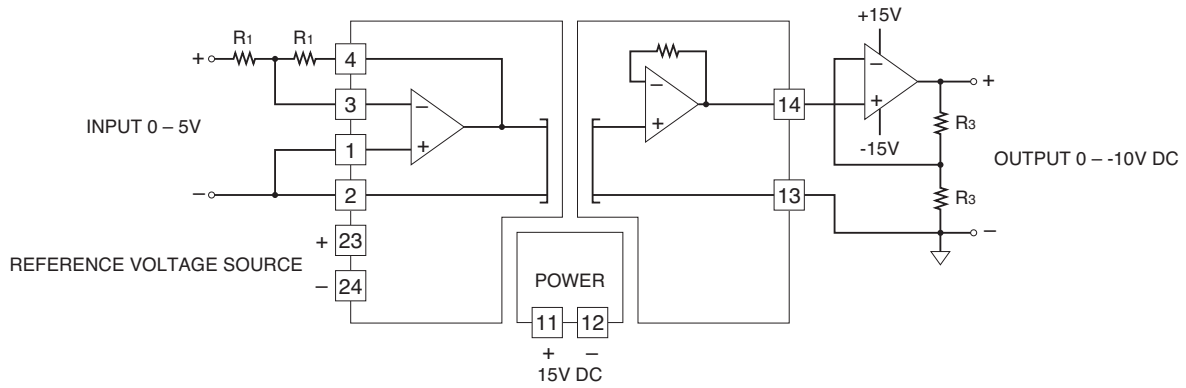 +15V
R1 R1
4
+
3
14
+
INPUT 0 – 5V
1
-15V
R3
OUTPUT 0 – -10V DC
–
2
13
R3
–
+ 23
REFERENCE VOLTAGE SOURCE
– 24
POWER
11 12
+ –
15V DC
– + – + – +